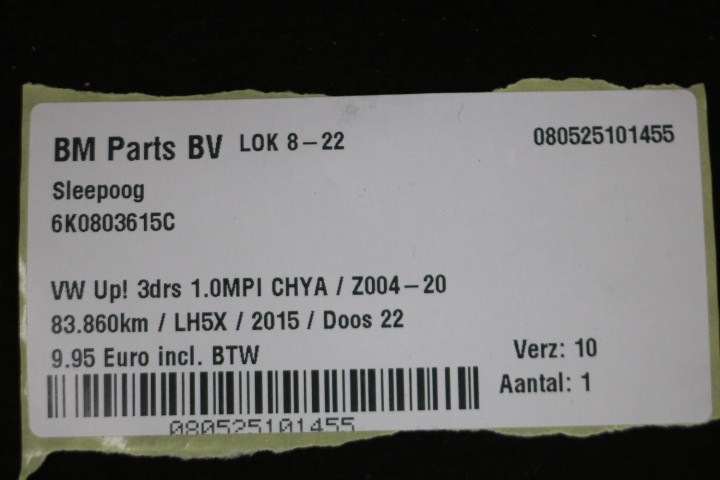 BM Parts BV LOK 8-22 080525101455
Sleepoog
6K0803615C
VW Up! 3drs 1.0MPI CHYA / Z004-20
83.860km / LH5X / 2015 / Doos 22
9.95 Euro incl. BTW Verz: 10
Aantal: 1
080525101455